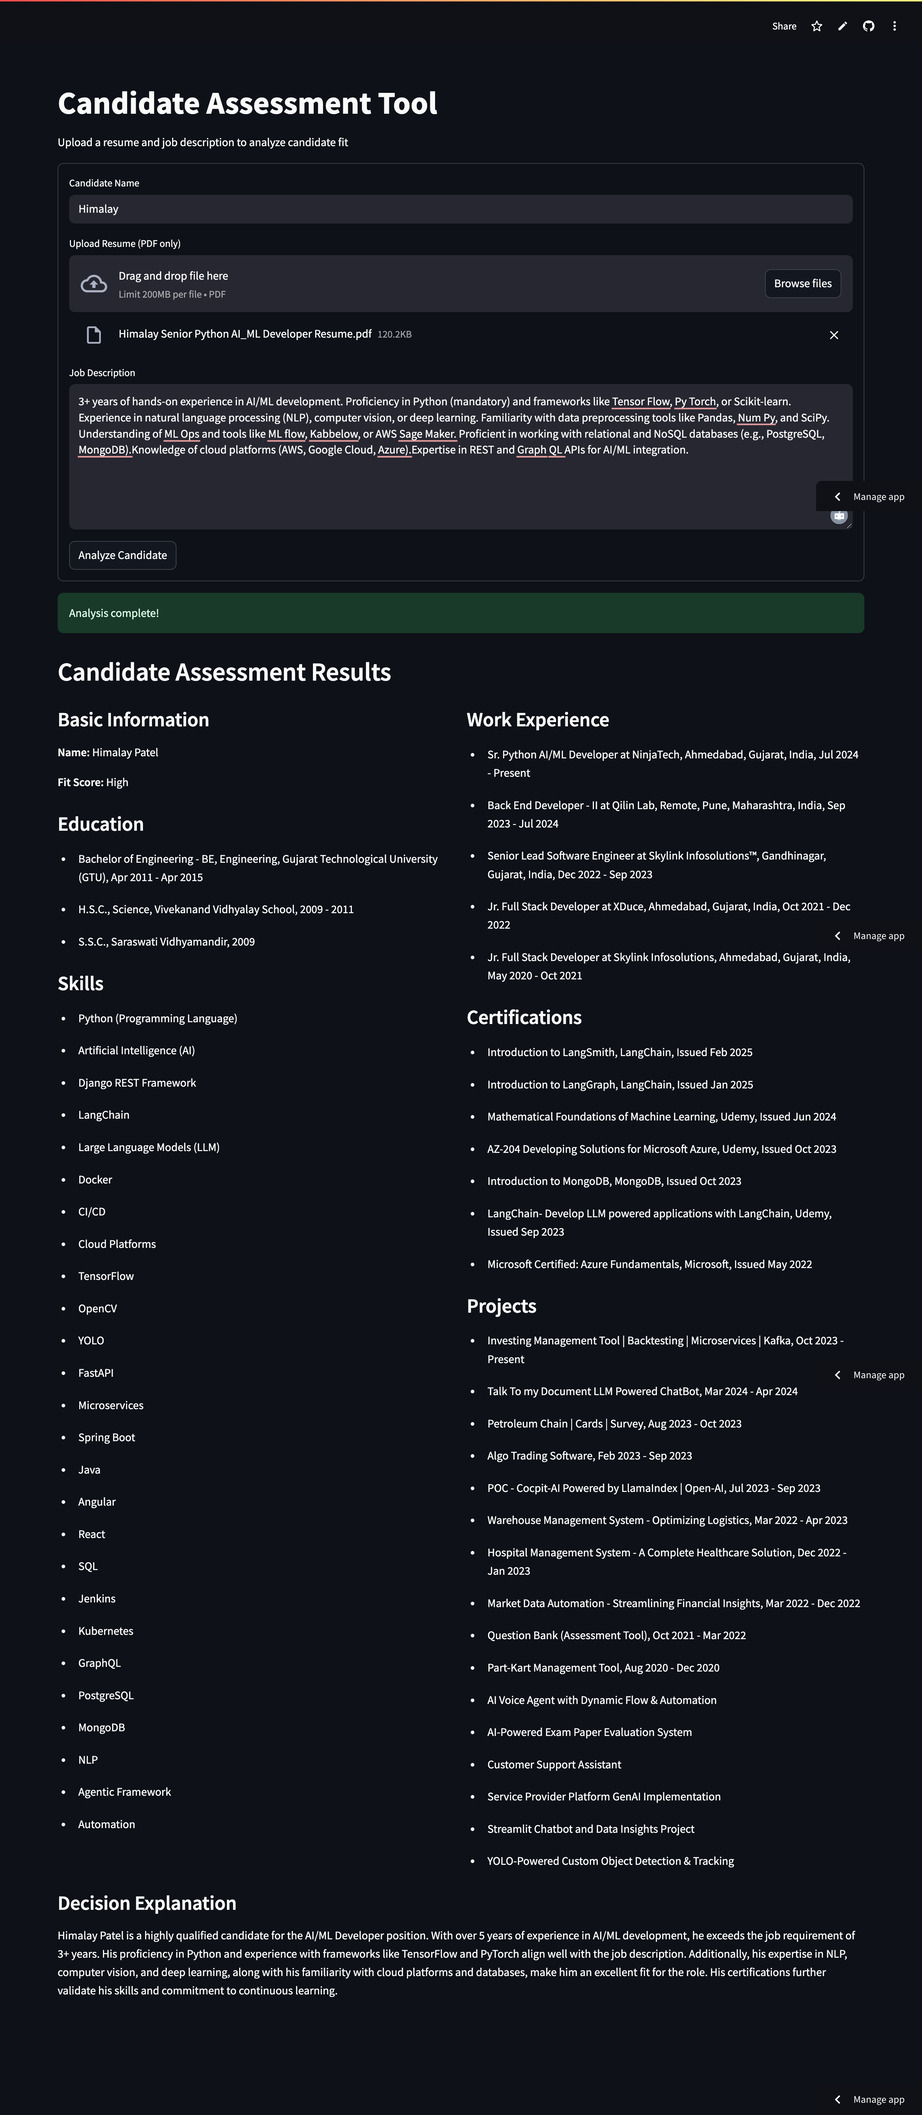 Share
Candidate Assessment Tool
Upload a resume and job description to analyze candidate fit
Candidate Name
Himalay
Upload Resume (PDF only)
Drag and drop file here
Limit 200MB per file • PDF
Browse files
Himalay Senior Python AI_ML Developer Resume.pdf 120.2KB
Job Description
3+ years of hands-on experience in AI/ML development. Proficiency in Python (mandatory) and frameworks like Tensor Flow, Py Torch, or Scikit-learn.
Experience in natural language processing (NLP), computer vision, or deep learning. Familiarity with data preprocessing tools like Pandas, Num Py, and SciPy.
Understanding of ML Ops and tools like ML flow, Kabbelow, or AWS Sage Maker. Proficient in working with relational and NoSQL databases (e.g., PostgreSQL,
MongoDB).Knowledge of cloud platforms (AWS, Google Cloud, Azure).Expertise in REST and Graph QL APIs for AI/ML integration.
Manage app
Analyze Candidate
Analysis complete!
Candidate Assessment Results
Basic Information
Name: Himalay Patel
Fit Score: High
Education
• Bachelor of Engineering - BE, Engineering, Gujarat Technological University
(GTU), Apr 2011 - Apr 2015
• H.S.C., Science, Vivekanand Vidhyalay School, 2009 - 2011
• S.S.C., Saraswati Vidhyamandir, 2009
Skills
• Python (Programming Language)
• Artificial Intelligence (AI)
• Django REST Framework
• LangChain
• Large Language Models (LLM)
• Docker
• CI/CD
• Cloud Platforms
• TensorFlow
• OpenCV
• YOLO
• FastAPI
• Microservices
• Spring Boot
• Java
• Angular
• React
• SQL
• Jenkins
• Kubernetes
• GraphQL
• PostgreSQL
• MongoDB
• NLP
• Agentic Framework
• Automation
Work Experience
• Sr. Python AI/ML Developer at NinjaTech, Ahmedabad, Gujarat, India, Jul 2024
- Present
• Back End Developer - II at Qilin Lab, Remote, Pune, Maharashtra, India, Sep
2023 - Jul 2024
• Senior Lead Software Engineer at Skylink Infosolutions™, Gandhinagar,
Gujarat, India, Dec 2022 - Sep 2023
• Jr. Full Stack Developer at XDuce, Ahmedabad, Gujarat, India, Oct 2021 - Dec
2022
Manage app
• Jr. Full Stack Developer at Skylink Infosolutions, Ahmedabad, Gujarat, India,
May 2020 - Oct 2021
Certifications
• Introduction to LangSmith, LangChain, Issued Feb 2025
• Introduction to LangGraph, LangChain, Issued Jan 2025
• Mathematical Foundations of Machine Learning, Udemy, Issued Jun 2024
• AZ-204 Developing Solutions for Microsoft Azure, Udemy, Issued Oct 2023
• Introduction to MongoDB, MongoDB, Issued Oct 2023
• LangChain- Develop LLM powered applications with LangChain, Udemy,
Issued Sep 2023
• Microsoft Certified: Azure Fundamentals, Microsoft, Issued May 2022
Projects
• Investing Management Tool | Backtesting | Microservices | Kafka, Oct 2023 -
Present
Manage app
• Talk To my Document LLM Powered ChatBot, Mar 2024 - Apr 2024
• Petroleum Chain | Cards | Survey, Aug 2023 - Oct 2023
• Algo Trading Software, Feb 2023 - Sep 2023
• POC - Cocpit-AI Powered by LlamaIndex | Open-AI, Jul 2023 - Sep 2023
• Warehouse Management System - Optimizing Logistics, Mar 2022 - Apr 2023
• Hospital Management System - A Complete Healthcare Solution, Dec 2022 -
Jan 2023
• Market Data Automation - Streamlining Financial Insights, Mar 2022 - Dec 2022
• Question Bank (Assessment Tool), Oct 2021 - Mar 2022
• Part-Kart Management Tool, Aug 2020 - Dec 2020
• AI Voice Agent with Dynamic Flow & Automation
• AI-Powered Exam Paper Evaluation System
• Customer Support Assistant
• Service Provider Platform GenAI Implementation
• Streamlit Chatbot and Data Insights Project
• YOLO-Powered Custom Object Detection & Tracking
Decision Explanation
Himalay Patel is a highly qualified candidate for the AI/ML Developer position. With over 5 years of experience in AI/ML development, he exceeds the job requirement of
3+ years. His proficiency in Python and experience with frameworks like TensorFlow and PyTorch align well with the job description. Additionally, his expertise in NLP,
computer vision, and deep learning, along with his familiarity with cloud platforms and databases, make him an excellent fit for the role. His certifications further
validate his skills and commitment to continuous learning.
Manage app